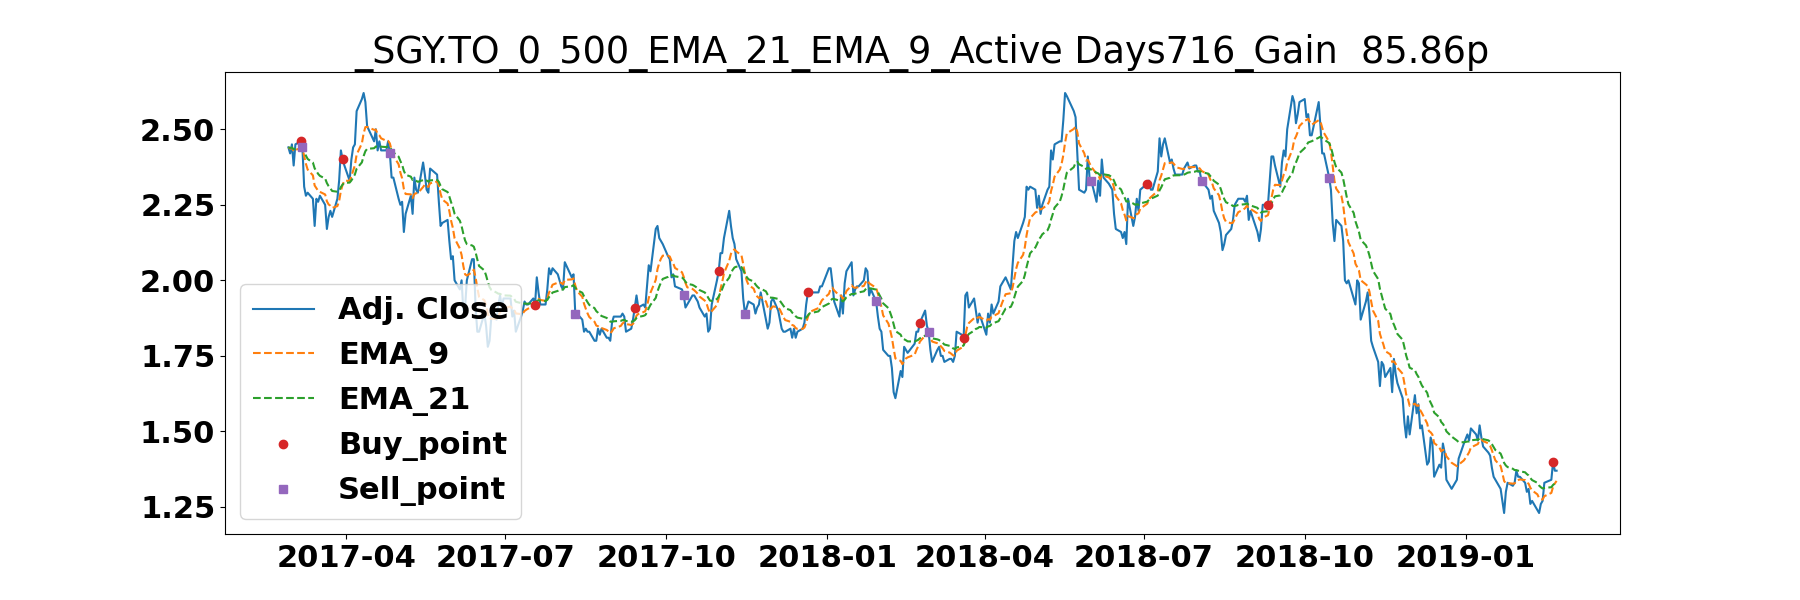 _SGY.TO_0_500_EMA_21_EMA_9_Active Days716_Gain  85.86p
2.50
2.25
2.00
1.75
1.50
1.25
Adj. Close
EMA_9
EMA_21
Buy_point
Sell_point
2017-04 2017-07 2017-10 2018-01 2018-04 2018-07 2018-10 2019-01